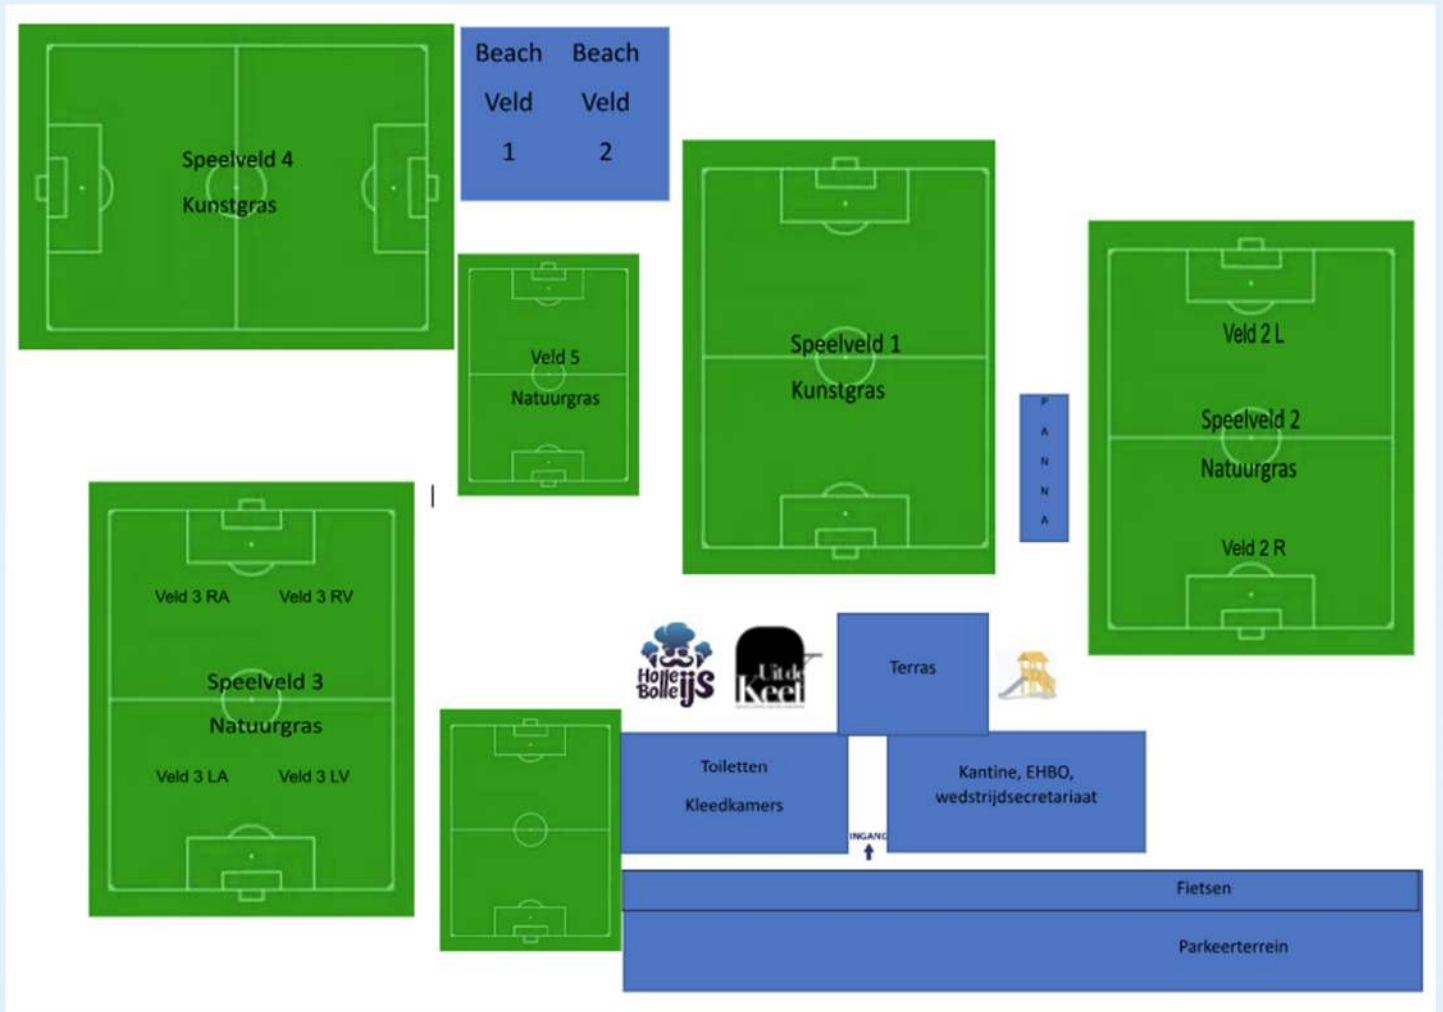 Beach Beach
Veld Veld
1 2
Speelveld 4
Kunstgras
Veld 5
Natuurgras
Speelveld 1
Kunstgras
P
A
N
N
A
Veld 2 L
Speelveld 2
Natuurgras
Veld 2 R
Veld 3 RA Veld 3 RV
Speelveld 3
Natuurgras
Veld 3 LA Veld 3 LV
Holle
Bolle ijs
Uit de
Keet
Terras
Toiletten
Kleedkamers
Kantine, EHBO,
wedstrijdsecretariaat
INGANG
Fietsen
Parkeerterrein